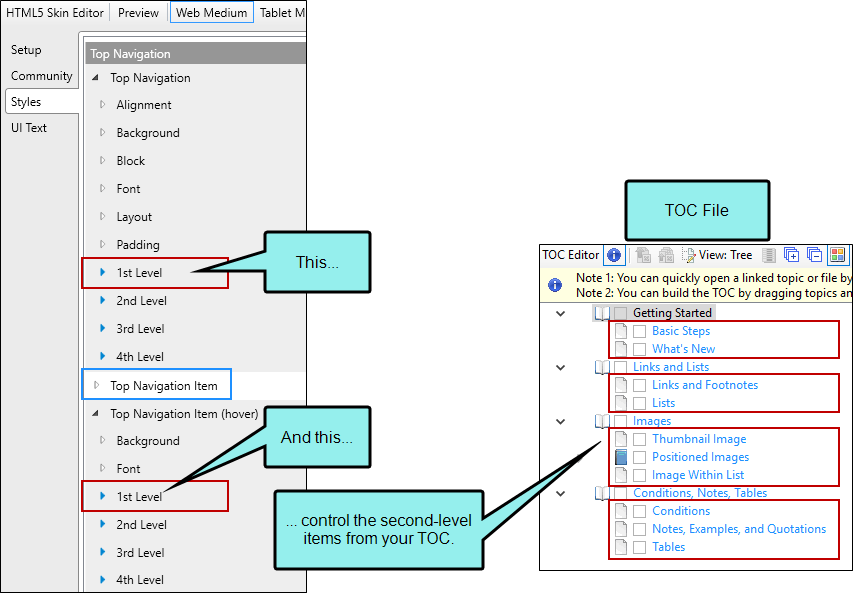 HTML5 Skin Editor Preview Web Medium Tablet M
Setup
Community
Styles
UI Text
Top Navigation
Top Navigation
Alignment
Background
Block
Font
Layout
Padding
1st Level
2nd Level
3rd Level
4th Level
Top Navigation Item
Top Navigation Item (hover)
Background
Font
1st Level
2nd Level
3rd Level
4th Level
This...
And this...
... control the second-level
items from your TOC.
TOC File
TOC Editor View: Tree
Note 1: You can quickly open a linked topic or file by
Note 2: You can build the TOC by dragging topics an
Getting Started
Basic Steps
What's New
Links and Lists
Links and Footnotes
Lists
Images
Thumbnail Image
Positioned Images
Image Within List
Conditions, Notes, Tables
Conditions
Notes, Examples, and Quotations
Tables